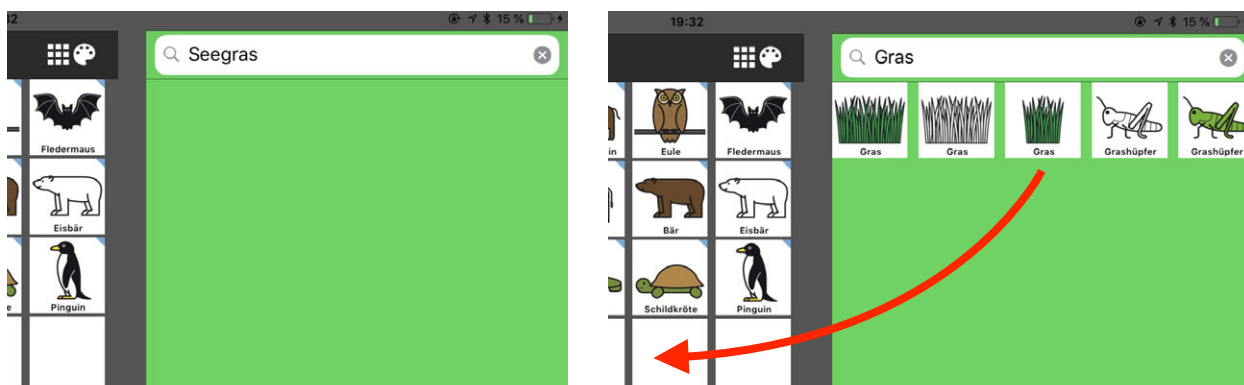 32
15 %
Seegras
Fledermaus
Eisbär
Pinguin
19:32
15 %
Gras
Eule
Fledermaus
Gras
Gras
Gras
Grashüpfer
Grashüpfer
Bär
Eisbär
Schildkröte
Pinguin